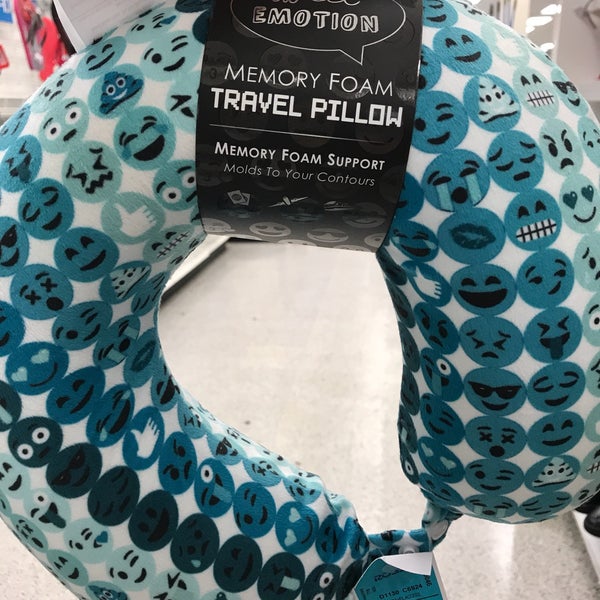 EMOTION
MEMORY FOAM
TRAVEL PILLOW
MEMORY FOAM SUPPORT
Molds To Your Contours